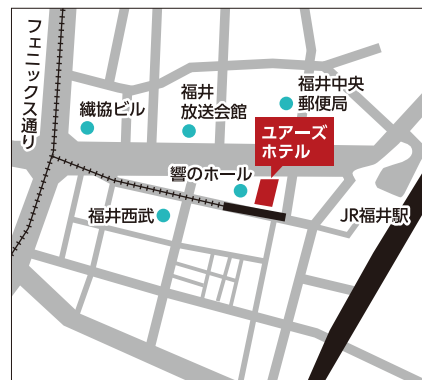 フェニックス通り
繊協ビル
福井
放送会館
福井中央
郵便局
ユアーズ
ホテル
響のホール
福井西武
JR福井駅